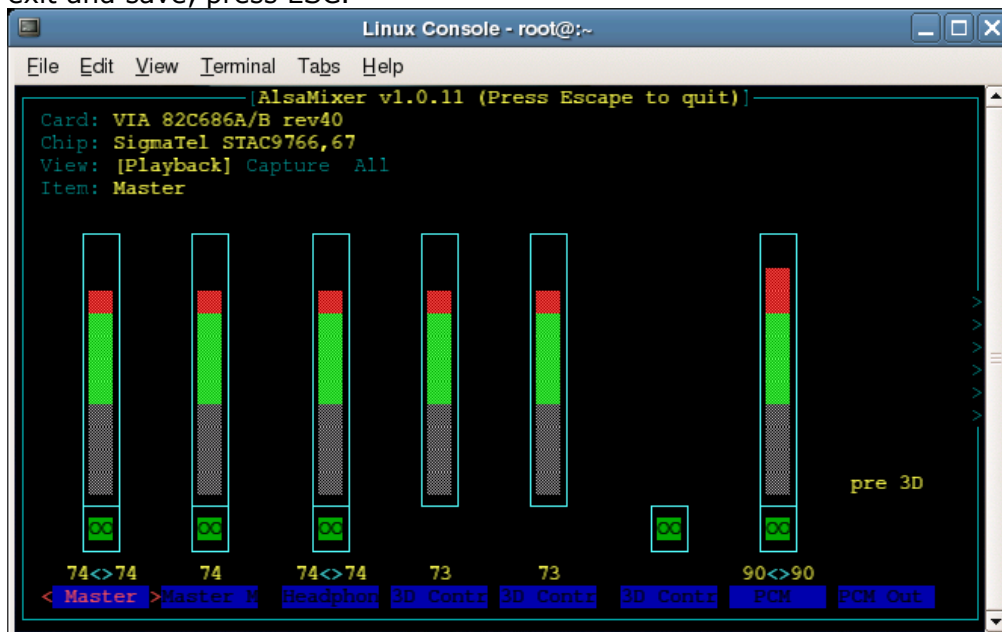 exit and save, press ESC.
Linux Console - root@:~
File Edit View Terminal Tabs Help
[AlsaMixer v1.0.11 (Press Escape to quit)]
Card: VIA 82C686A/B rev40
Chip: SigmaTel STAC9766,67
View: [Playback] Capture All
Item: Master
>
>
>
>
>
>
pre 3D
OO OO OO OO OO
74<>74 74 74<>74 73 73 90<>90
< Master > Master M Headphon 3D Contr 3D Contr 3D Contr PCM PCM Out